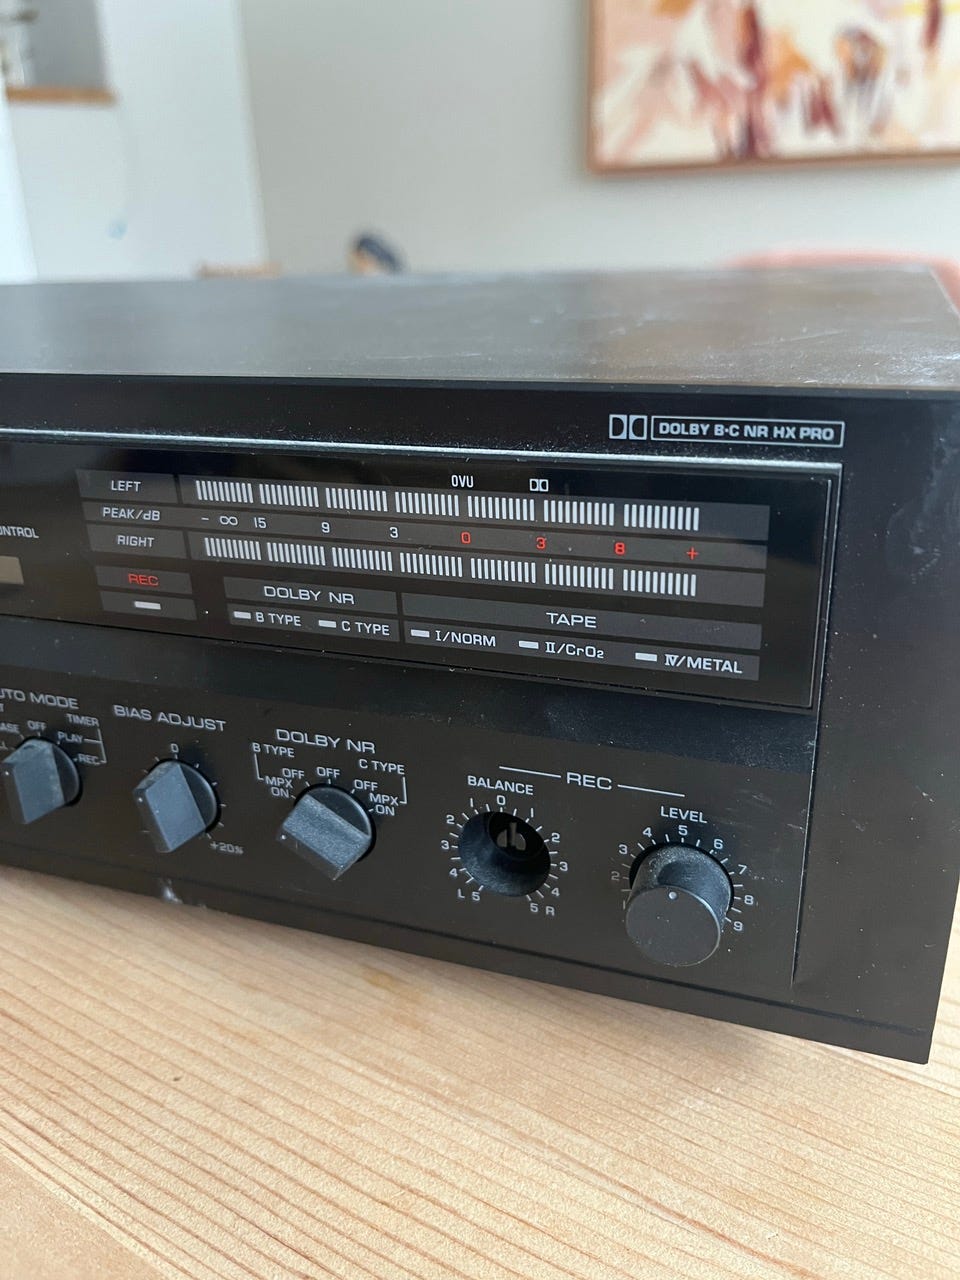 DOLBY B·C NR HX PRO
OVU
LEFT
PEAK/dB
- ∞ 15 9 3 0 3 8 +
RIGHT
REC
DOLBY NR
B TYPE C TYPE
TAPE
I/NORM II/CrO2 IV/METAL
MODE
OFF TIMER
PLAY
REC
BIAS ADJUST
0
+20%
DOLBY NR
B TYPE C TYPE
OFF OFF OFF
MPX MPX
ON ON
REC
BALANCE
0
1 1
2 2
3 3
4 4
L 5 5 R
LEVEL
1 2 3 4 5 6 7 8 9